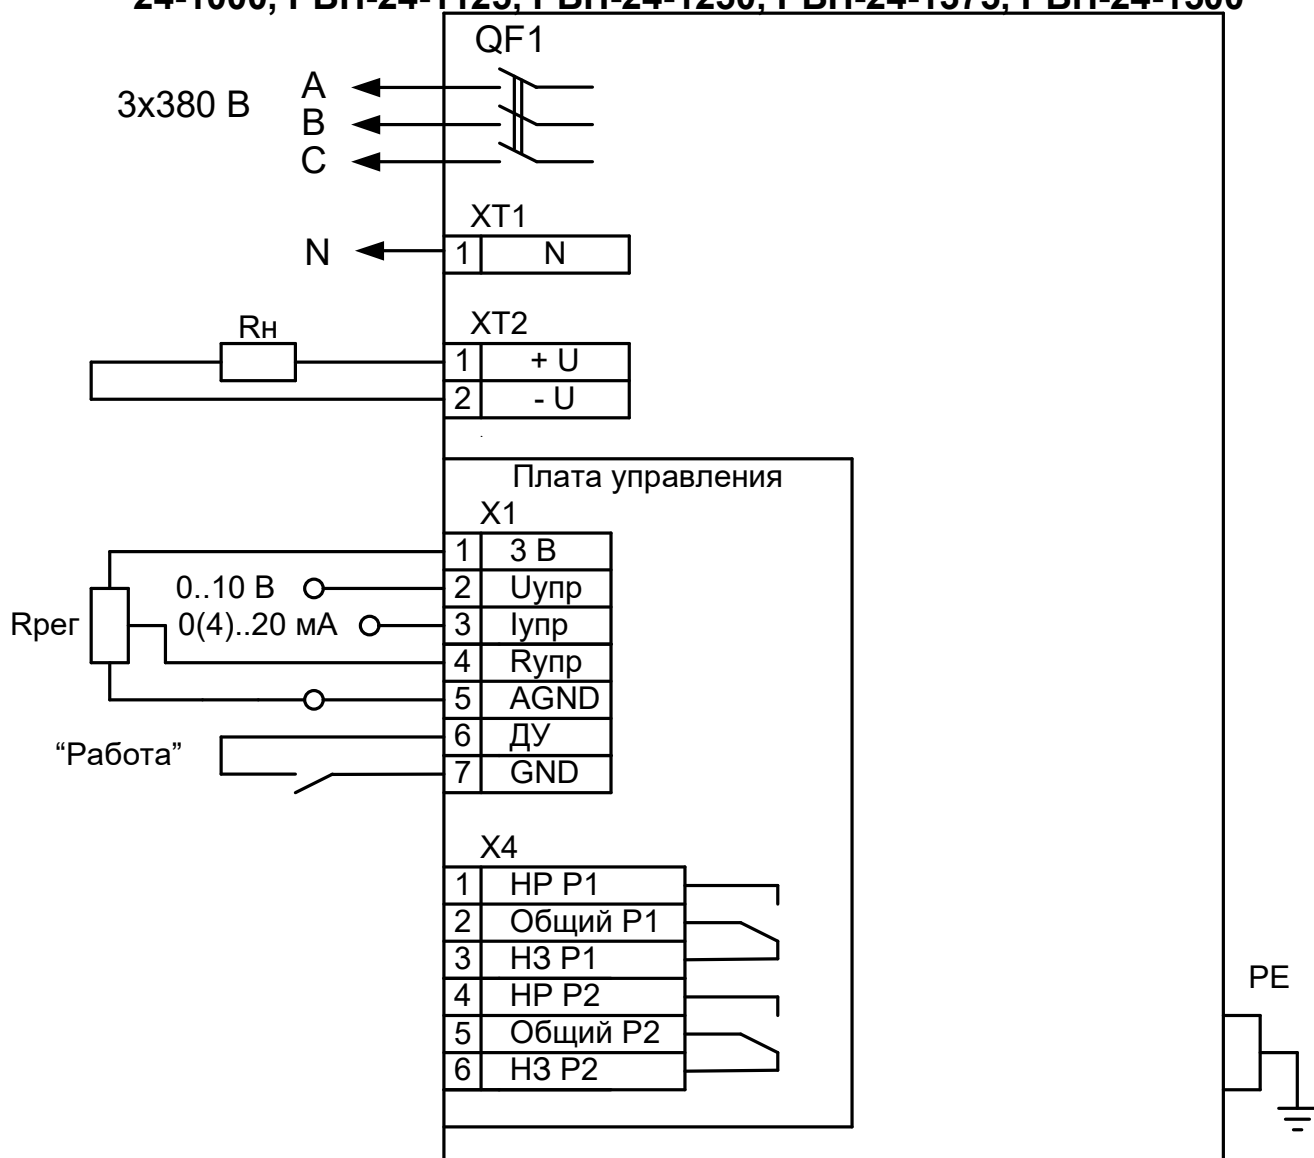 24-1000,
QF1
3x380 В
A
B
C
XT1
N
1 N
Rн
XT2
1 + U
2 - U
Плата управления
X1
1 3 В
0..10 В
2 Uупр
Rрег
0(4)..20 мА
3 Iупр
4 Rупр
5 AGND
6 ДУ
“Работа”
7 GND
X4
1 НР Р1
2 Общий Р1
3 НЗ Р1
4 НР Р2
5 Общий Р2
6 НЗ Р2
PE